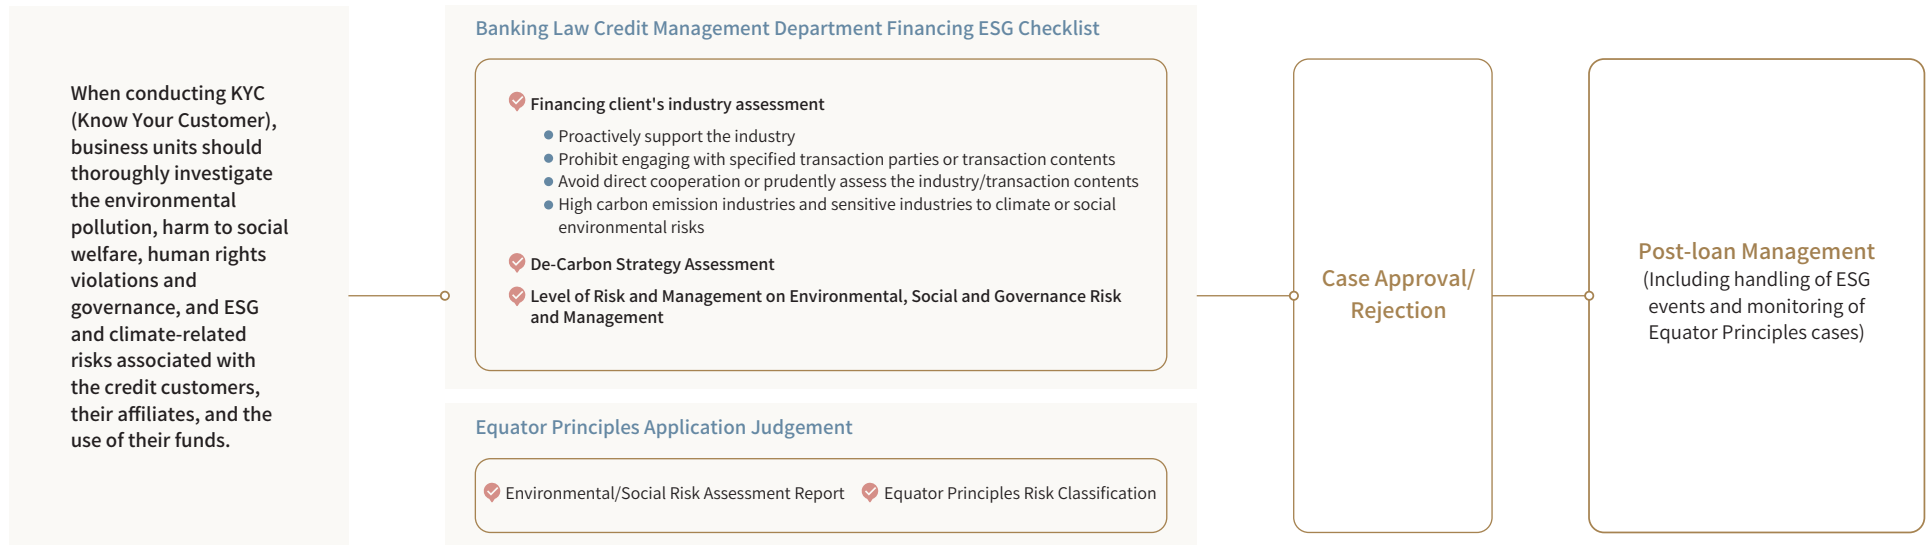 When conducting KYC
(Know Your Customer),
business units should
thoroughly investigate
the environmental
pollution, harm to social
welfare, human rights
violations and
governance, and ESG
and climate-related
risks associated with
the credit customers,
their affiliates, and the
use of their funds.
Banking Law Credit Management Department Financing ESG Checklist
Financing client's industry assessment
Proactively support the industry
Prohibit engaging with specified transaction parties or transaction contents
Avoid direct cooperation or prudently assess the industry/transaction contents
High carbon emission industries and sensitive industries to climate or social
environmental risks
De-Carbon Strategy Assessment
Level of Risk and Management on Environmental, Social and Governance Risk
and Management
Equator Principles Application Judgement
Environmental/Social Risk Assessment Report
Equator Principles Risk Classification
Case Approval/
Rejection
Post-loan Management
(Including handling of ESG
events and monitoring of
Equator Principles cases)